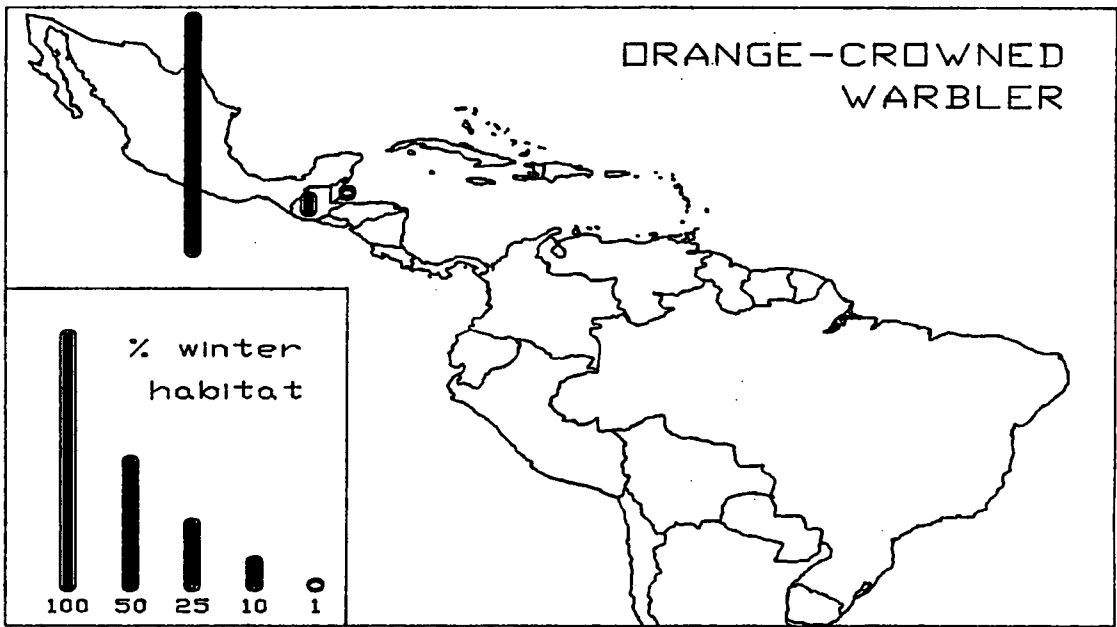 ORANGE-CROWNED
WARBLER
% winter
habitat
100 50 25 10 1